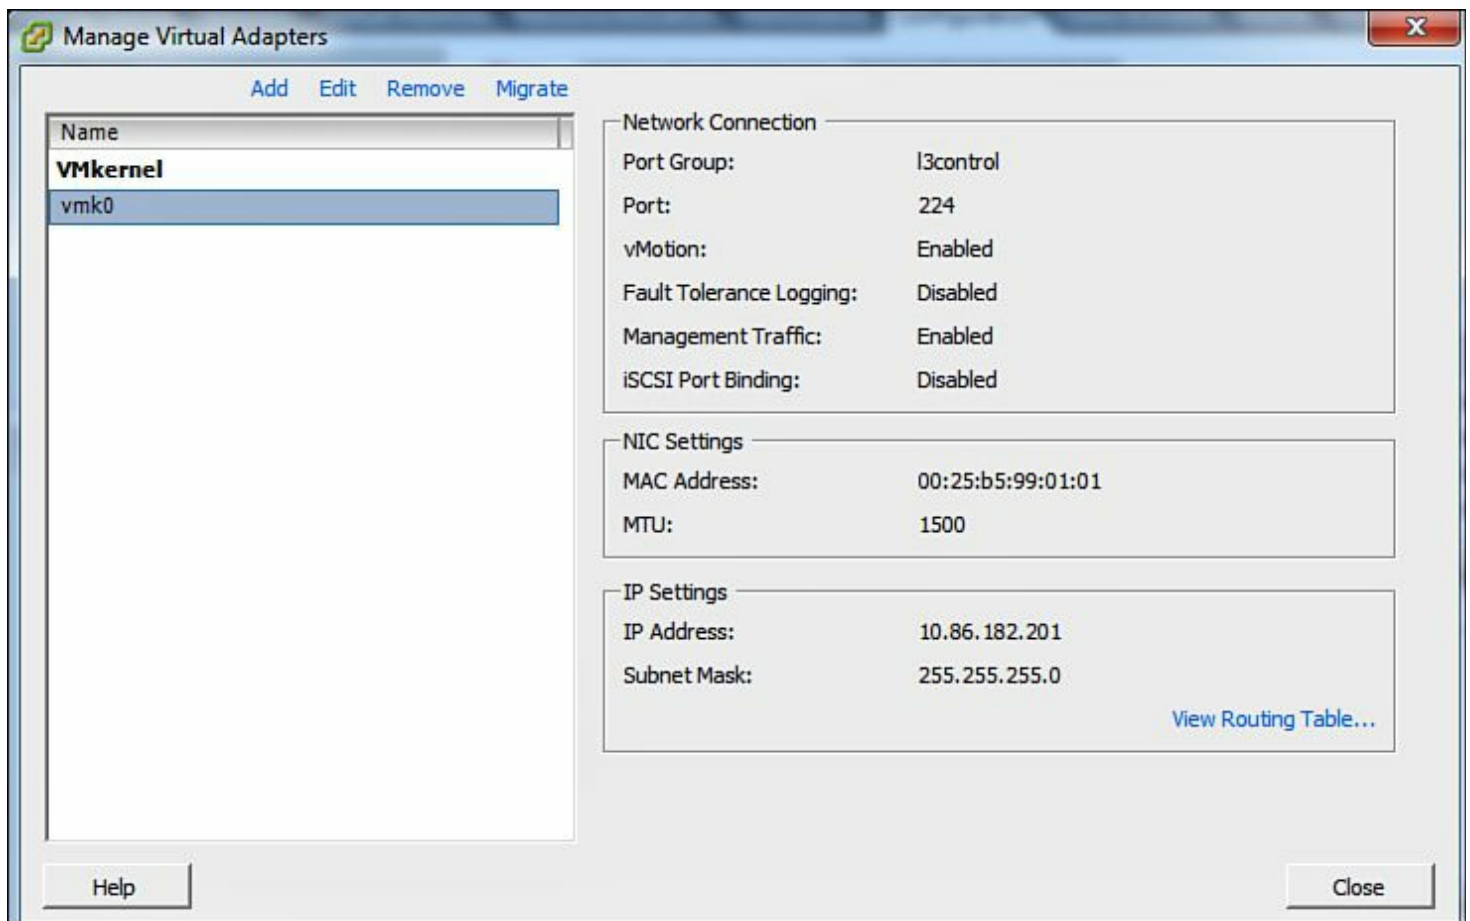 Manage Virtual Adapters
Add Edit Remove Migrate
Name
VMkernel
vmk0
Network Connection
Port Group: l3control
Port: 224
vMotion: Enabled
Fault Tolerance Logging: Disabled
Management Traffic: Enabled
iSCSI Port Binding: Disabled
NIC Settings
MAC Address: 00:25:b5:99:01:01
MTU: 1500
IP Settings
IP Address: 10.86.182.201
Subnet Mask: 255.255.255.0
View Routing Table...
Help Close